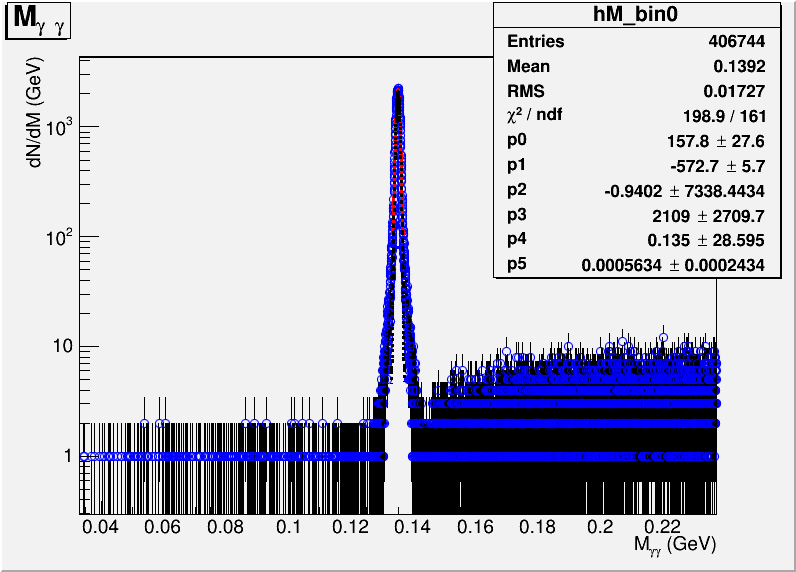 M γ γ
hM_bin0
Entries 406744
Mean 0.1392
RMS 0.01727
χ² / ndf 198.9 / 161
p0 157.8 ± 27.6
p1 -572.7 ± 5.7
p2 -0.9402 ± 7338.4434
p3 2109 ± 2709.7
p4 0.135 ± 28.595
p5 0.0005634 ± 0.0002434
dN/dM (GeV)
10³
10²
10
1
0.04 0.06 0.08 0.1 0.12 0.14 0.16 0.18 0.2 0.22
Mγγ (GeV)